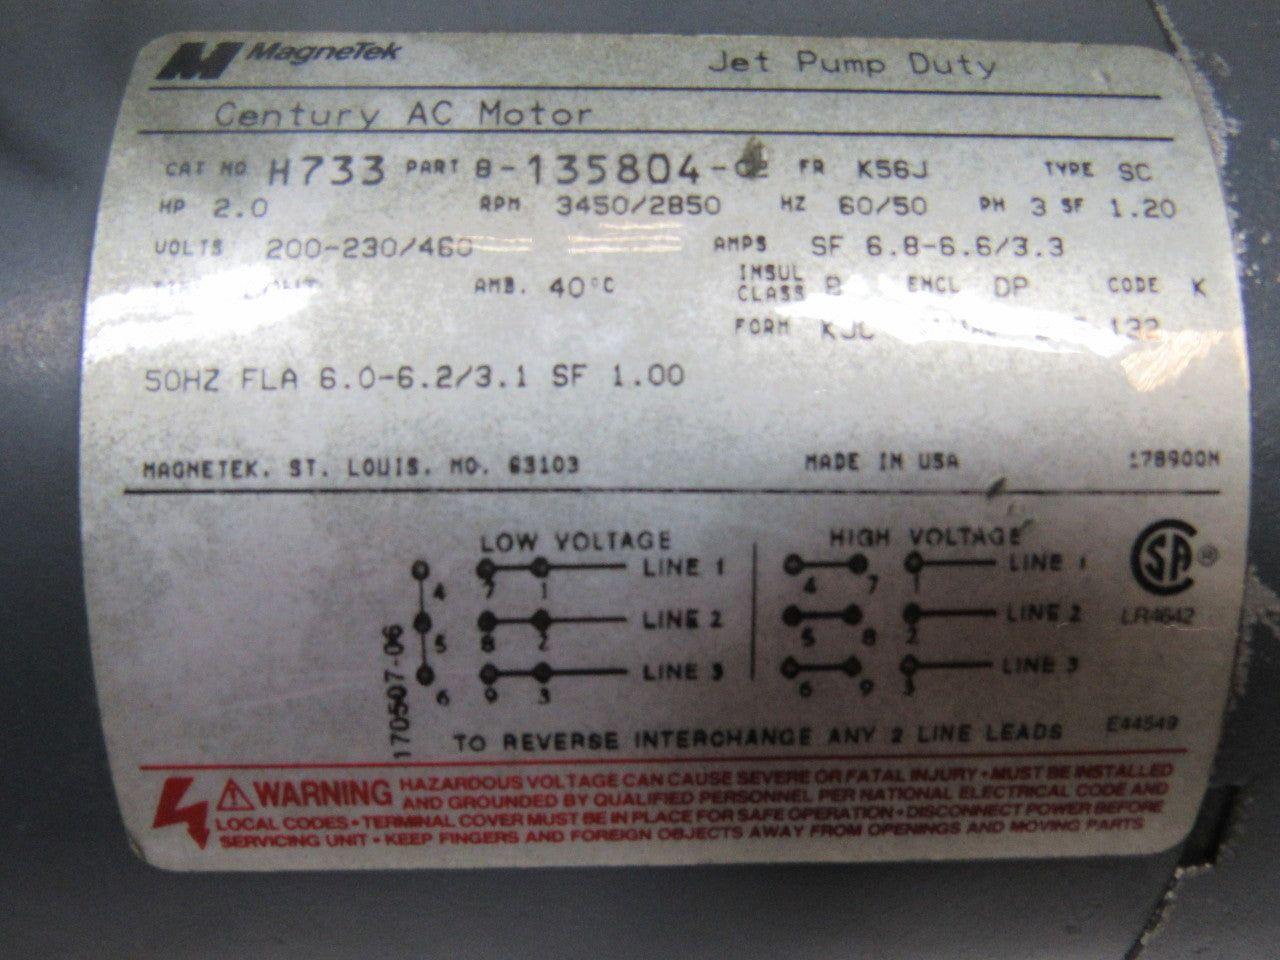 MagneTek Jet Pump Duty
Century AC Motor
CAT NO H733 PART 8-135804- FR K56J TYPE SC
HP 2.0 RPM 3450/2850 HZ 60/50 PH 3 SF 1.20
VOLTS 200-230/460 AMPS SF 6.8-6.6/3.3
AMB. 40°C INSUL CLASS B ENCL DP CODE K
FORM 132
50HZ FLA 6.0-6.2/3.1 SF 1.00
MAGNETEK. ST. LOUIS. MO. 63103 MADE IN USA 178900M
LOW VOLTAGE HIGH VOLTAGE
LINE 1 LINE 1
4 7 1 4 7 1
LINE 2 LINE 2
5 8 2 5 8 2
LINE 3 LINE 3
6 9 3 6 9 3
170507-06
SA ®
LR4642
TO REVERSE INTERCHANGE ANY 2 LINE LEADS E44549
WARNING HAZARDOUS VOLTAGE CAN CAUSE SEVERE OR FATAL INJURY • MUST BE INSTALLED
AND GROUNDED BY QUALIFIED PERSONNEL PER NATIONAL ELECTRICAL CODE AND
LOCAL CODES • TERMINAL COVER MUST BE IN PLACE FOR SAFE OPERATION • DISCONNECT POWER BEFORE
SERVICING UNIT • KEEP FINGERS AND FOREIGN OBJECTS AWAY FROM OPENINGS AND MOVING PARTS